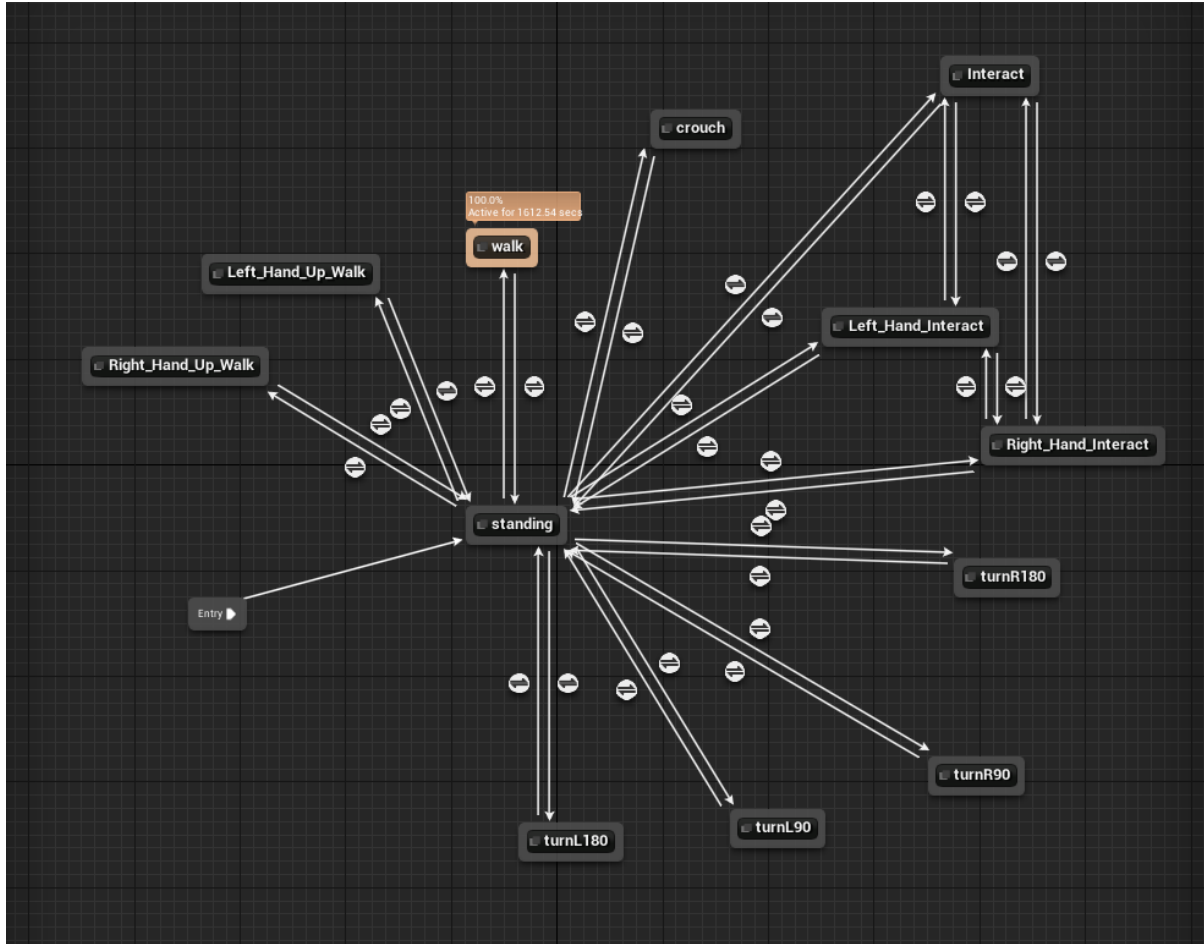 Interact
crouch
100.0%
Active for 1612.54 secs
walk
Left_Hand_Up_Walk
Left_Hand_Interact
Right_Hand_Up_Walk
Right_Hand_Interact
standing
turnR180
Entry
turnR90
turnL90
turnL180